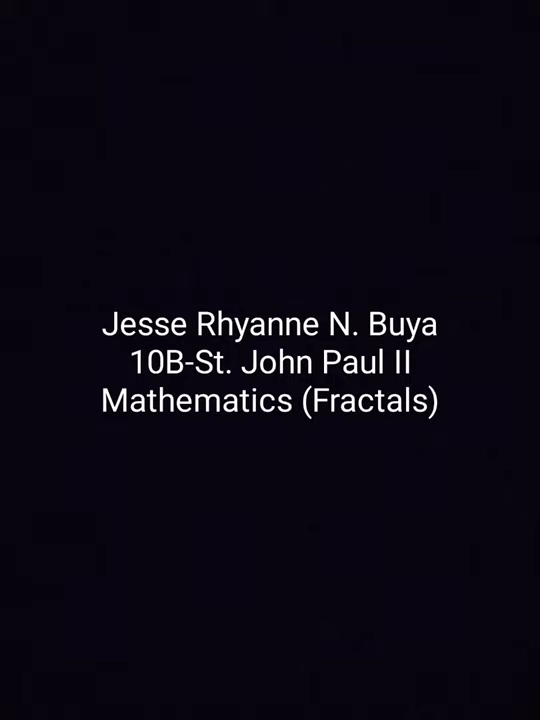 Jesse Rhyanne N. Buya
10B-St. John Paul II
Mathematics (Fractals)